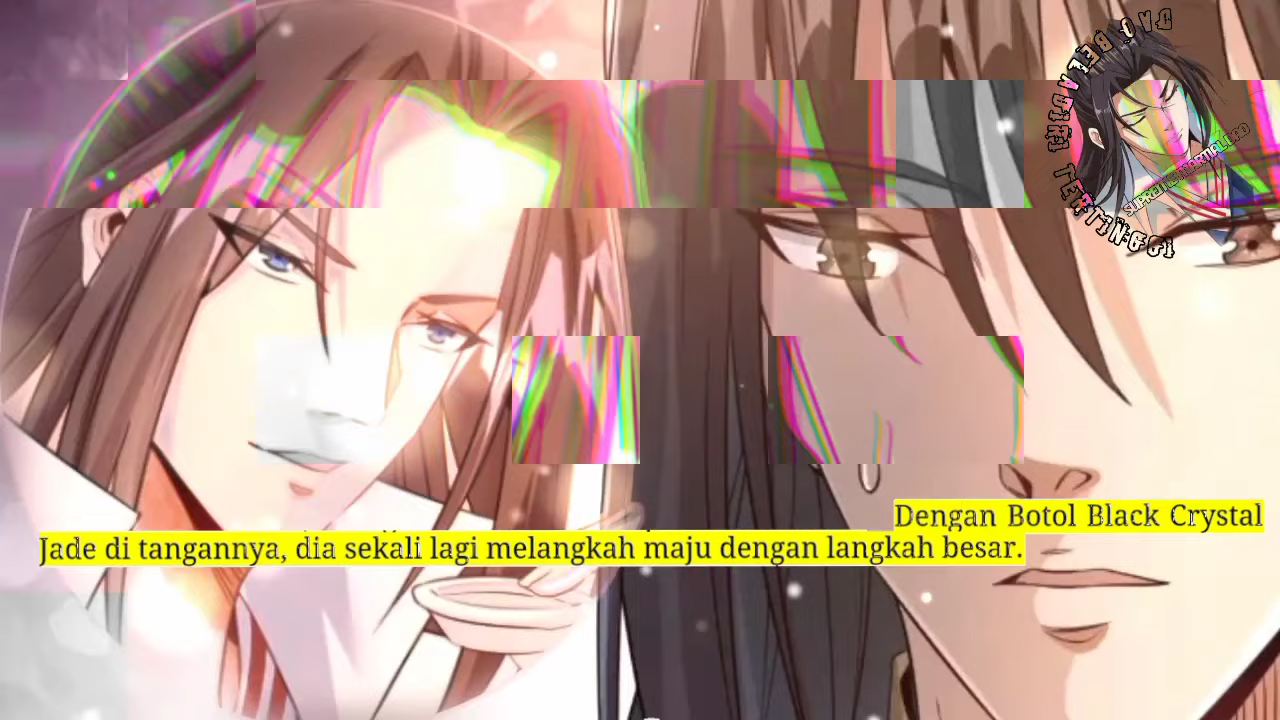 Dengan Botol Black Crystal
Jade di tangannya, dia sekali lagi melangkah maju dengan langkah besar.